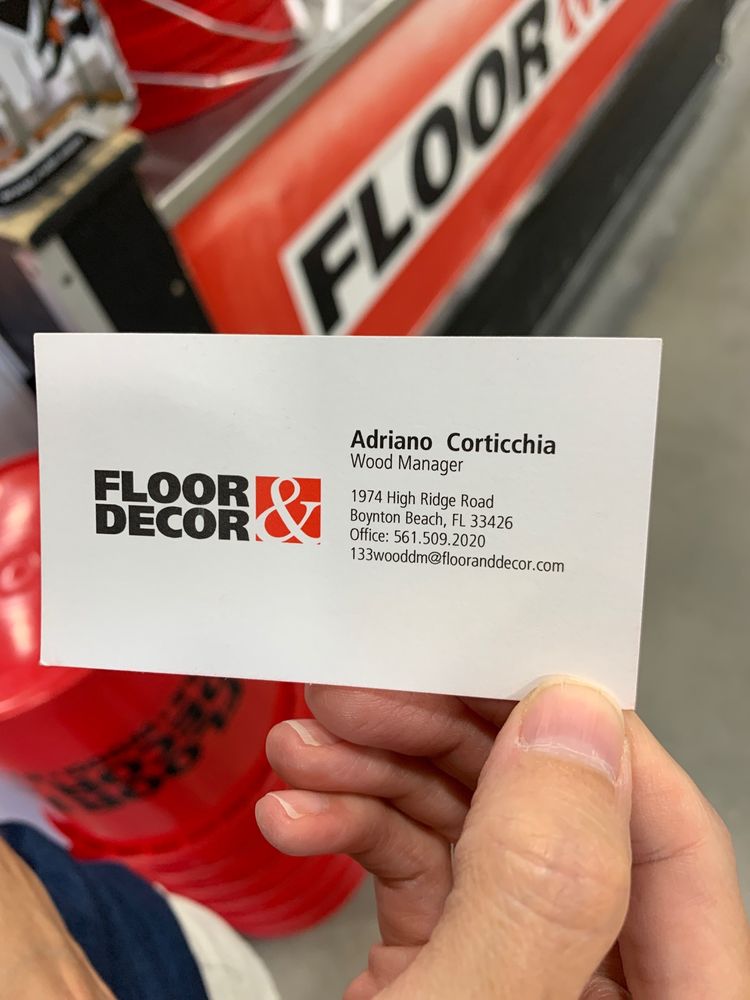 FLOOR
FLOOR
DECOR &
Adriano Corticchia
Wood Manager
1974 High Ridge Road
Boynton Beach, FL 33426
Office: 561.509.2020
133wooddm@flooranddecor.com